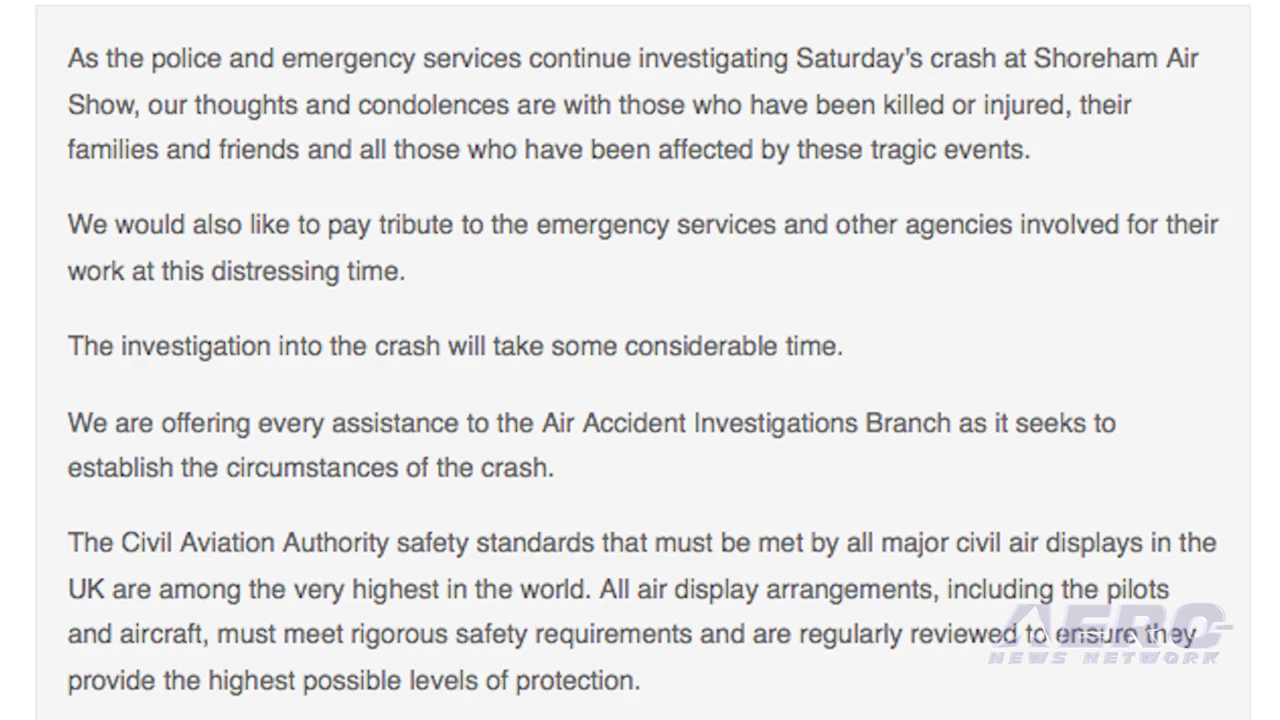 As the police and emergency services continue investigating Saturday’s crash at Shoreham Air
Show, our thoughts and condolences are with those who have been killed or injured, their
families and friends and all those who have been affected by these tragic events.
We would also like to pay tribute to the emergency services and other agencies involved for their
work at this distressing time.
The investigation into the crash will take some considerable time.
We are offering every assistance to the Air Accident Investigations Branch as it seeks to
establish the circumstances of the crash.
The Civil Aviation Authority safety standards that must be met by all major civil air displays in the
UK are among the very highest in the world. All air display arrangements, including the pilots
and aircraft, must meet rigorous safety requirements and are regularly reviewed to ensure they
provide the highest possible levels of protection.
AERO
NEWS NETWORK